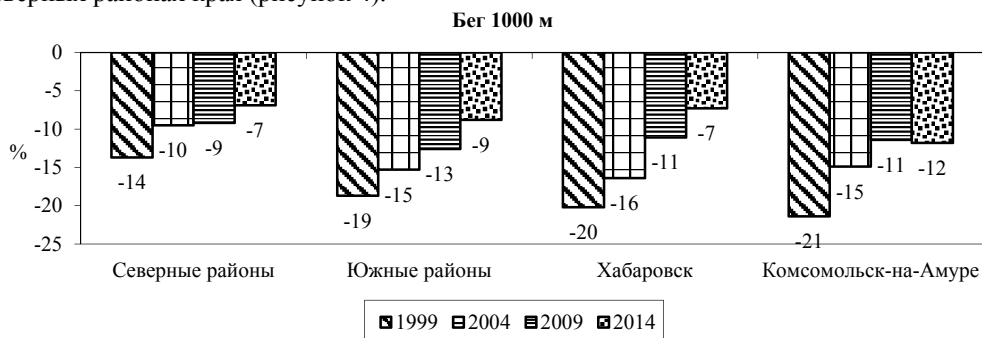 верных районах края (рисунок 4).
Бег 1000 м
0
-5
-10
-15
-20
-25
%
-14 -10 -9 -7
-19 -15 -13 -9
-20 -16 -11 -7
-21 -15 -11 -12
Северные районы Южные районы Хабаровск Комсомольск-на-Амуре
1999 2004 2009 2014